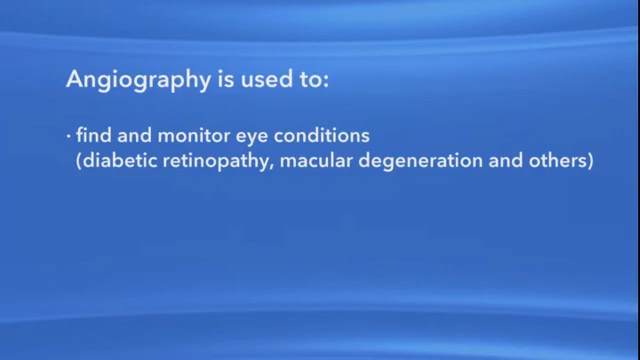 Angiography is used to:
· find and monitor eye conditions
(diabetic retinopathy, macular degeneration and others)